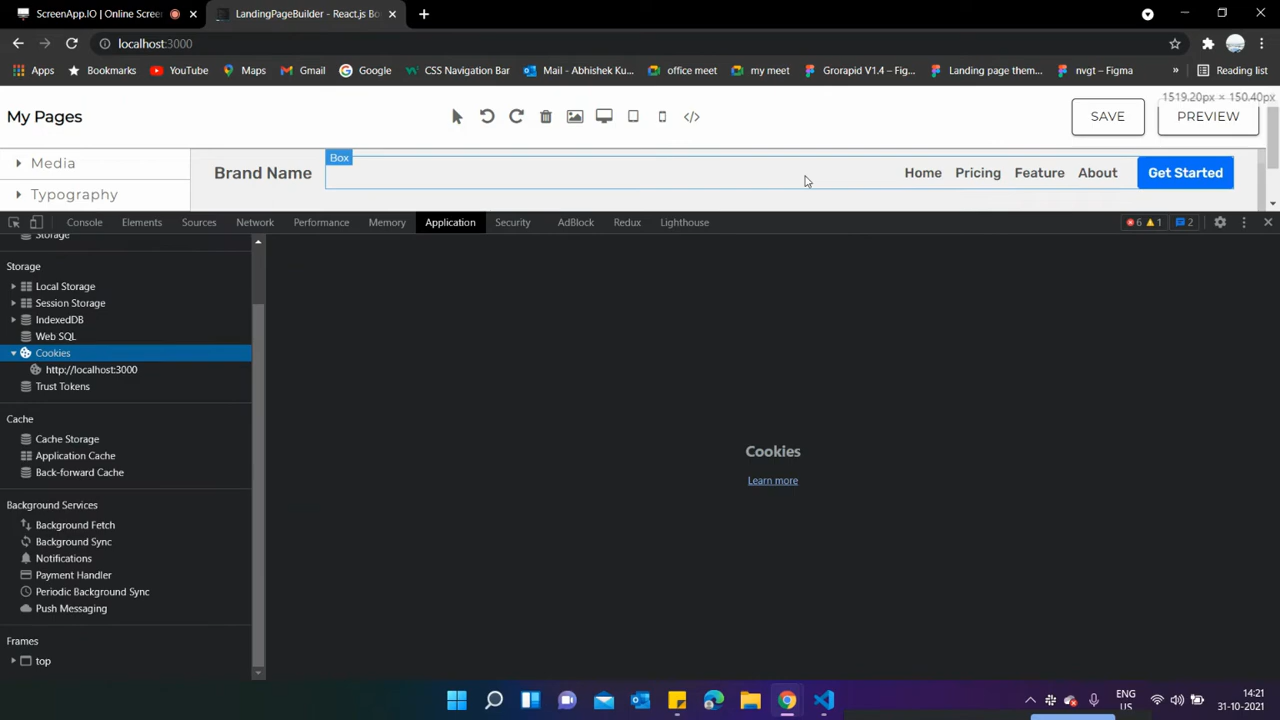 ScreenApp.IO | Online Screen
LandingPageBuilder - React.js Bo
localhost:3000
Apps Bookmarks YouTube Maps Gmail Google CSS Navigation Bar Mail - Abhishek Ku... office meet my meet Grorapid V1.4 – Fig... Landing page them... nvgt – Figma » Reading list
1519.20px × 150.40px
My Pages
SAVE PREVIEW
Media
Typography
Box
Brand Name Home Pricing Feature About Get Started
Console Elements Sources Network Performance Memory Application Security AdBlock Redux Lighthouse 6 1 2
Storage
Storage
Local Storage
Session Storage
IndexedDB
Web SQL
Cookies
http://localhost:3000
Trust Tokens
Cache
Cache Storage
Application Cache
Back-forward Cache
Background Services
Background Fetch
Background Sync
Notifications
Payment Handler
Periodic Background Sync
Push Messaging
Frames
top
Cookies
Learn more
ENG
US
14:21
31-10-2021